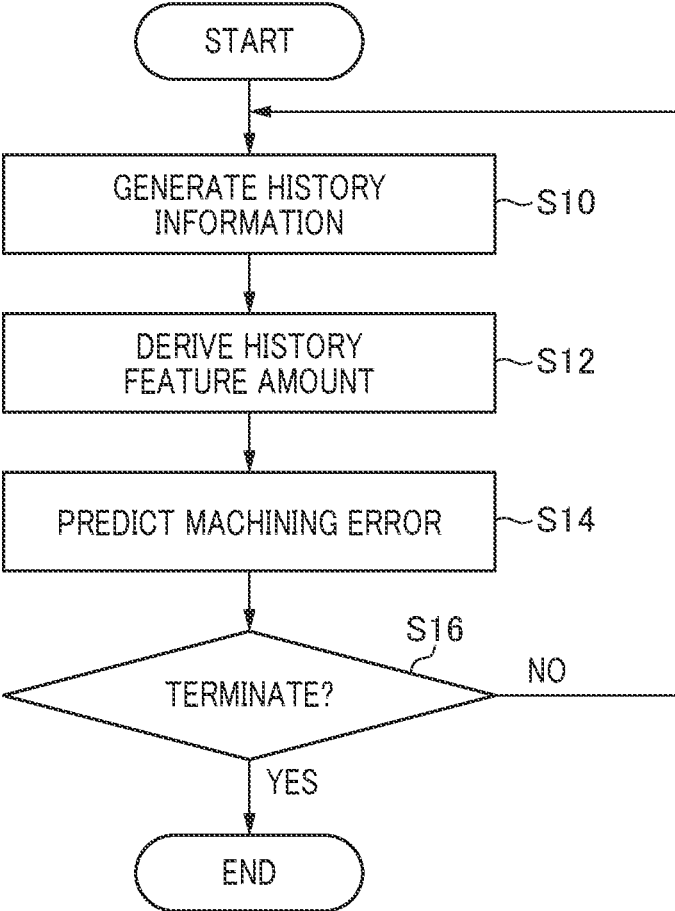 START
GENERATE HISTORY
INFORMATION
S10
DERIVE HISTORY
FEATURE AMOUNT
S12
PREDICT MACHINING ERROR
S14
S16
TERMINATE?
NO
YES
END